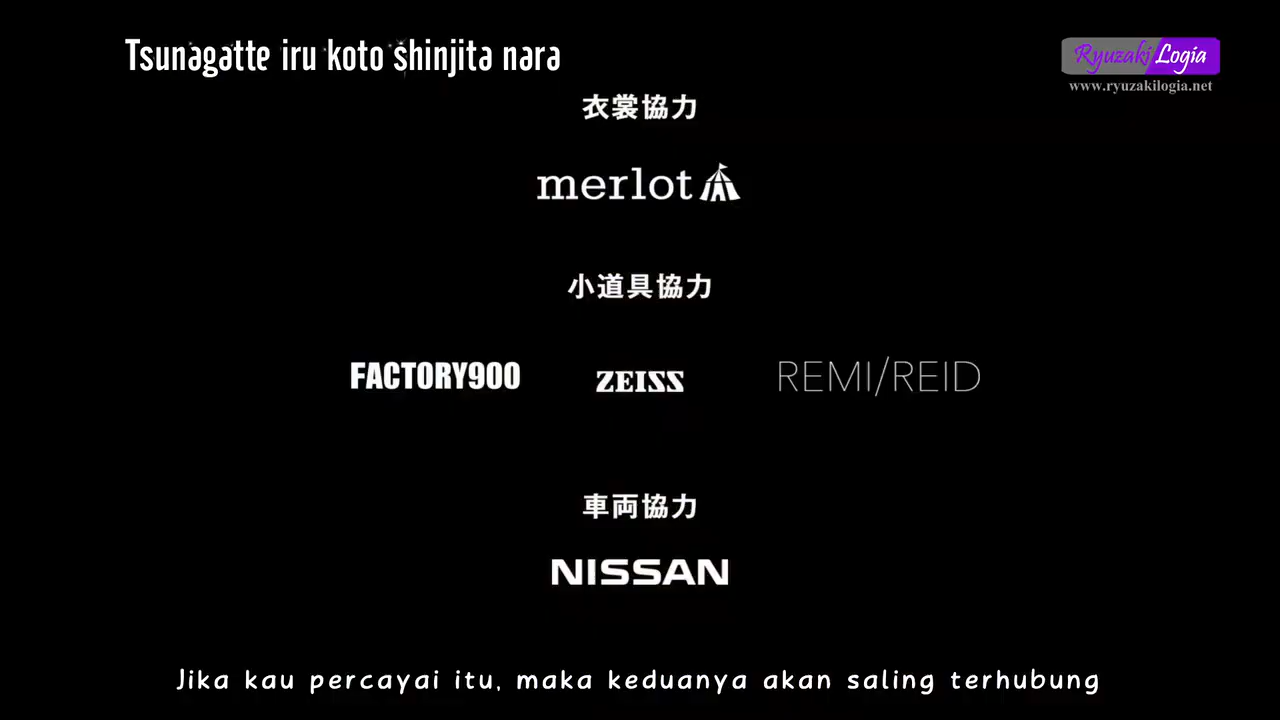 Tsunagatte iru koto shinjita nara
Ryuzaki Logia
www.ryuzakilogia.net
衣裳協力
merlot
小道具協力
FACTORY900 ZEISS REMI/REID
車両協力
NISSAN
Jika kau percayai itu, maka keduanya akan saling terhubung